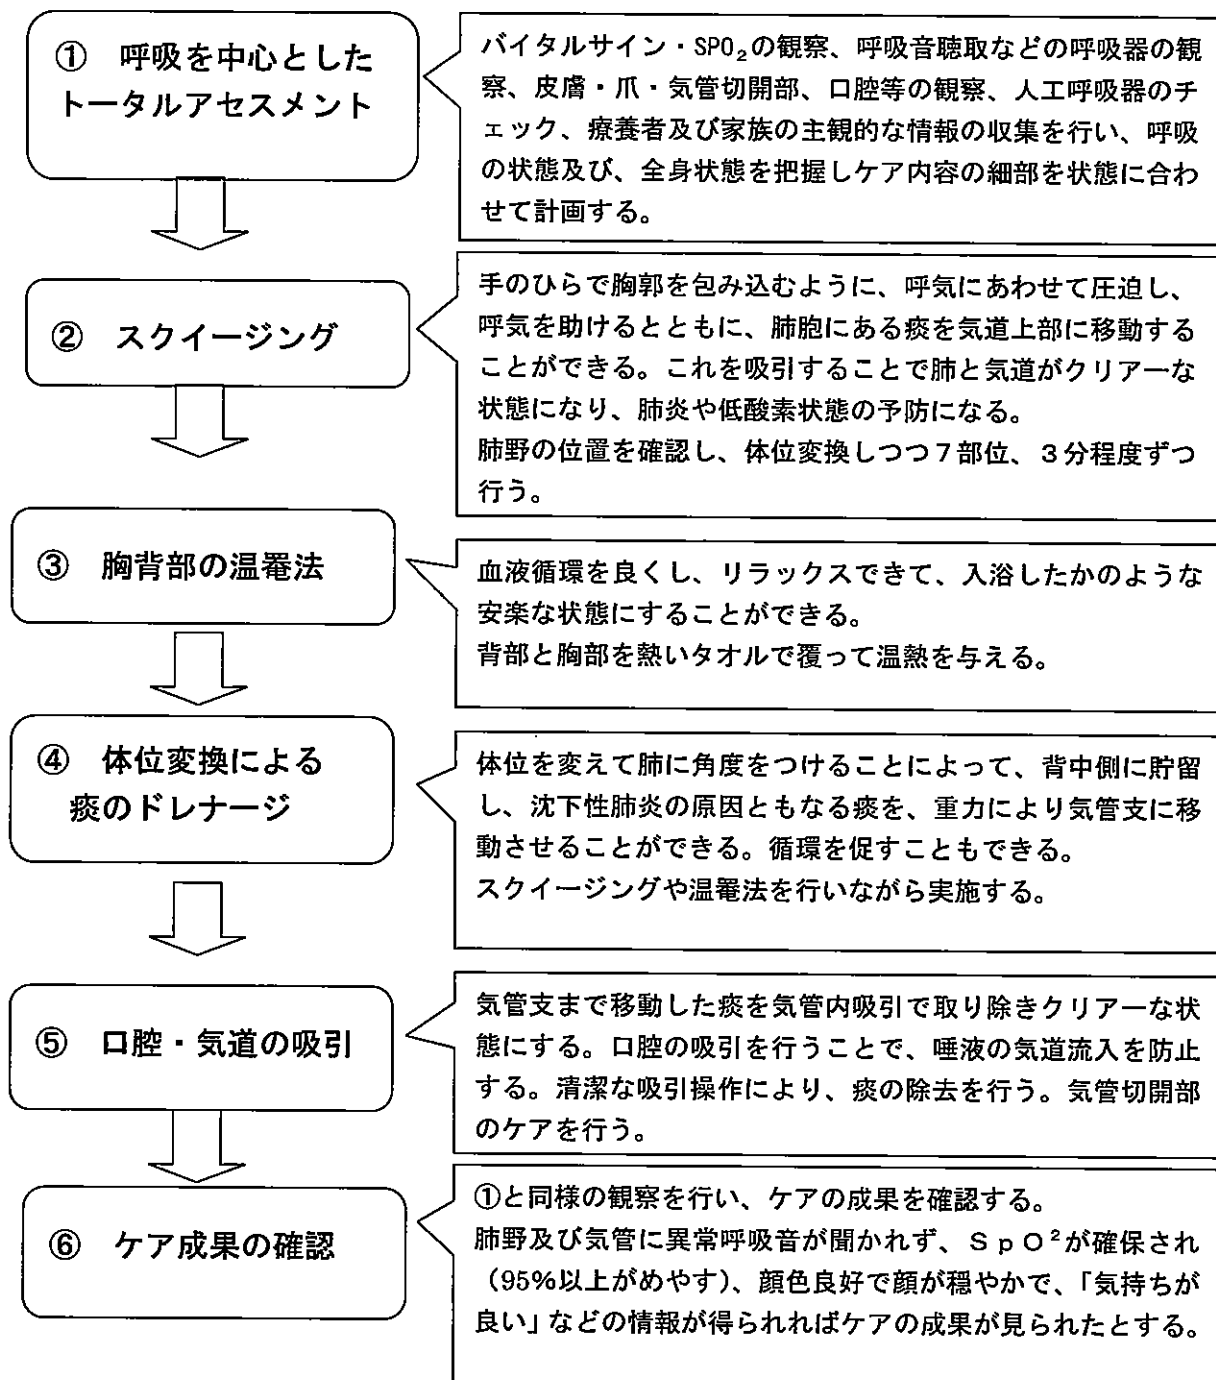 ① 呼吸を中心とした
トータルアセスメント
バイタルサイン・SPO₂の観察、呼吸音聴取などの呼吸器の観
察、皮膚・爪・気管切開部、口腔等の観察、人工呼吸器のチ
ェック、療養者及び家族の主観的な情報の収集を行い、呼吸
の状態及び、全身状態を把握しケア内容の細部を状態に合わ
せて計画する。
② スクイージング
手のひらで胸郭を包み込むように、呼気にあわせて圧迫し、
呼気を助けるとともに、肺胞にある痰を気道上部に移動する
ことができる。これを吸引することで肺と気道がクリアーな
状態になり、肺炎や低酸素状態の予防になる。
肺野の位置を確認し、体位変換しつつ７部位、３分程度ずつ
行う。
③ 胸背部の温罨法
血液循環を良くし、リラックスできて、入浴したかのような
安楽な状態にすることができる。
背部と胸部を熱いタオルで覆って温熱を与える。
④ 体位変換による
痰のドレナージ
体位を変えて肺に角度をつけることによって、背中側に貯留
し、沈下性肺炎の原因ともなる痰を、重力により気管支に移
動させることができる。循環を促すこともできる。
スクイージングや温罨法を行いながら実施する。
⑤ 口腔・気道の吸引
気管支まで移動した痰を気管内吸引で取り除きクリアーな状
態にする。口腔の吸引を行うことで、唾液の気道流入を防止
する。清潔な吸引操作により、痰の除去を行う。気管切開部
のケアを行う。
⑥ ケア成果の確認
①と同様の観察を行い、ケアの成果を確認する。
肺野及び気管に異常呼吸音が聞かれず、ＳｐＯ²が確保され
（95%以上がめやす）、顔色良好で顔が穏やかで、「気持ちが
良い」などの情報が得られればケアの成果が見られたとする。